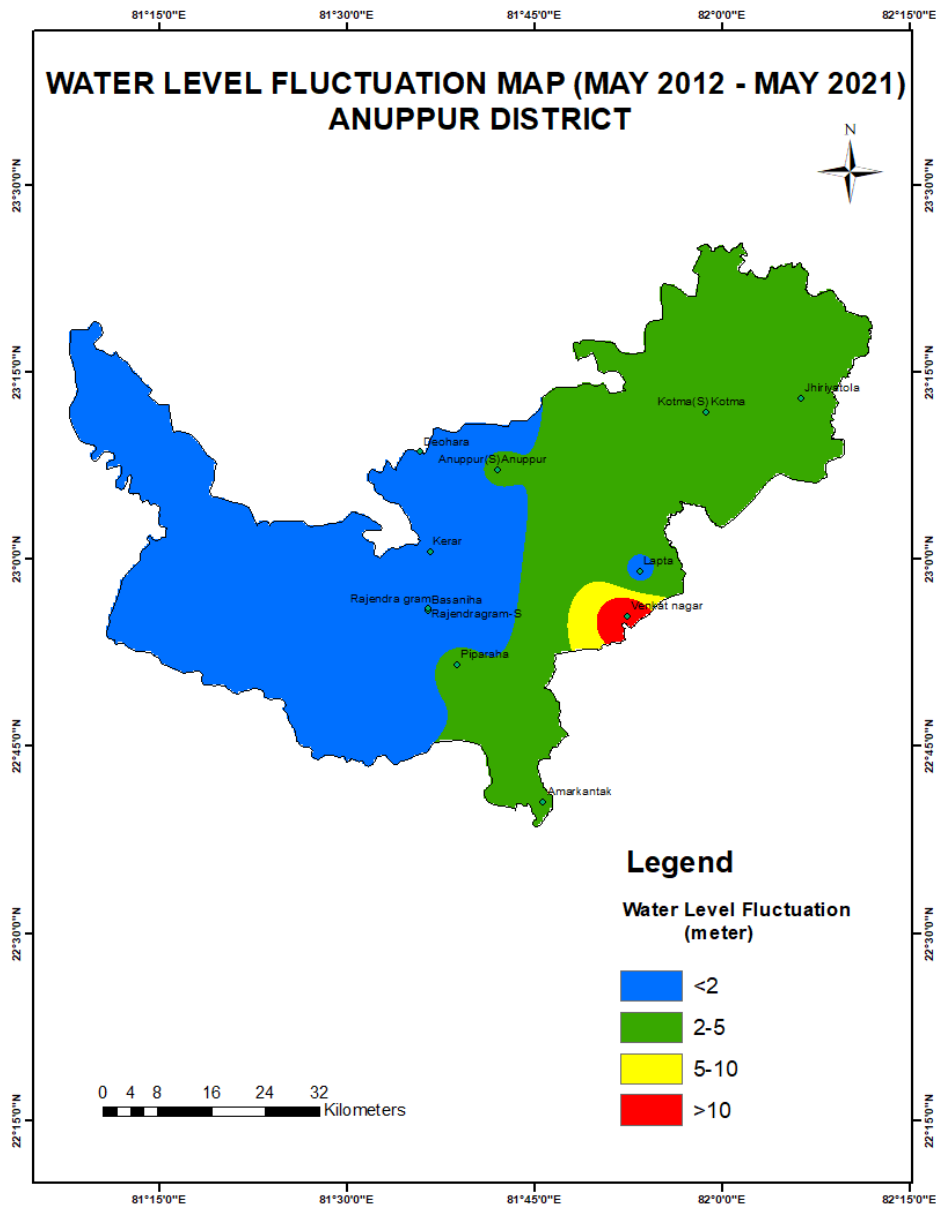 81°15'0"E 81°30'0"E 81°45'0"E 82°0'0"E 82°15'0"E
WATER LEVEL FLUCTUATION MAP (MAY 2012 - MAY 2021)
ANUPPUR DISTRICT
N
23°30'0"N 23°30'0"N
23°15'0"N 23°15'0"N
Jhiriyatola
Kotma(S) Kotma
Deohara
Anuppur(S)Anuppur
Kerar
23°0'0"N 23°0'0"N
Lapta
Rajendra gram Basaniha
Rajendragram-S
Venkat nagar
Piparaha
22°45'0"N 22°45'0"N
Amarkantak
Legend
Water Level Fluctuation
(meter)
22°30'0"N 22°30'0"N
<2
2-5
5-10
>10
0 4 8 16 24 32
Kilometers
22°15'0"N 22°15'0"N
81°15'0"E 81°30'0"E 81°45'0"E 82°0'0"E 82°15'0"E